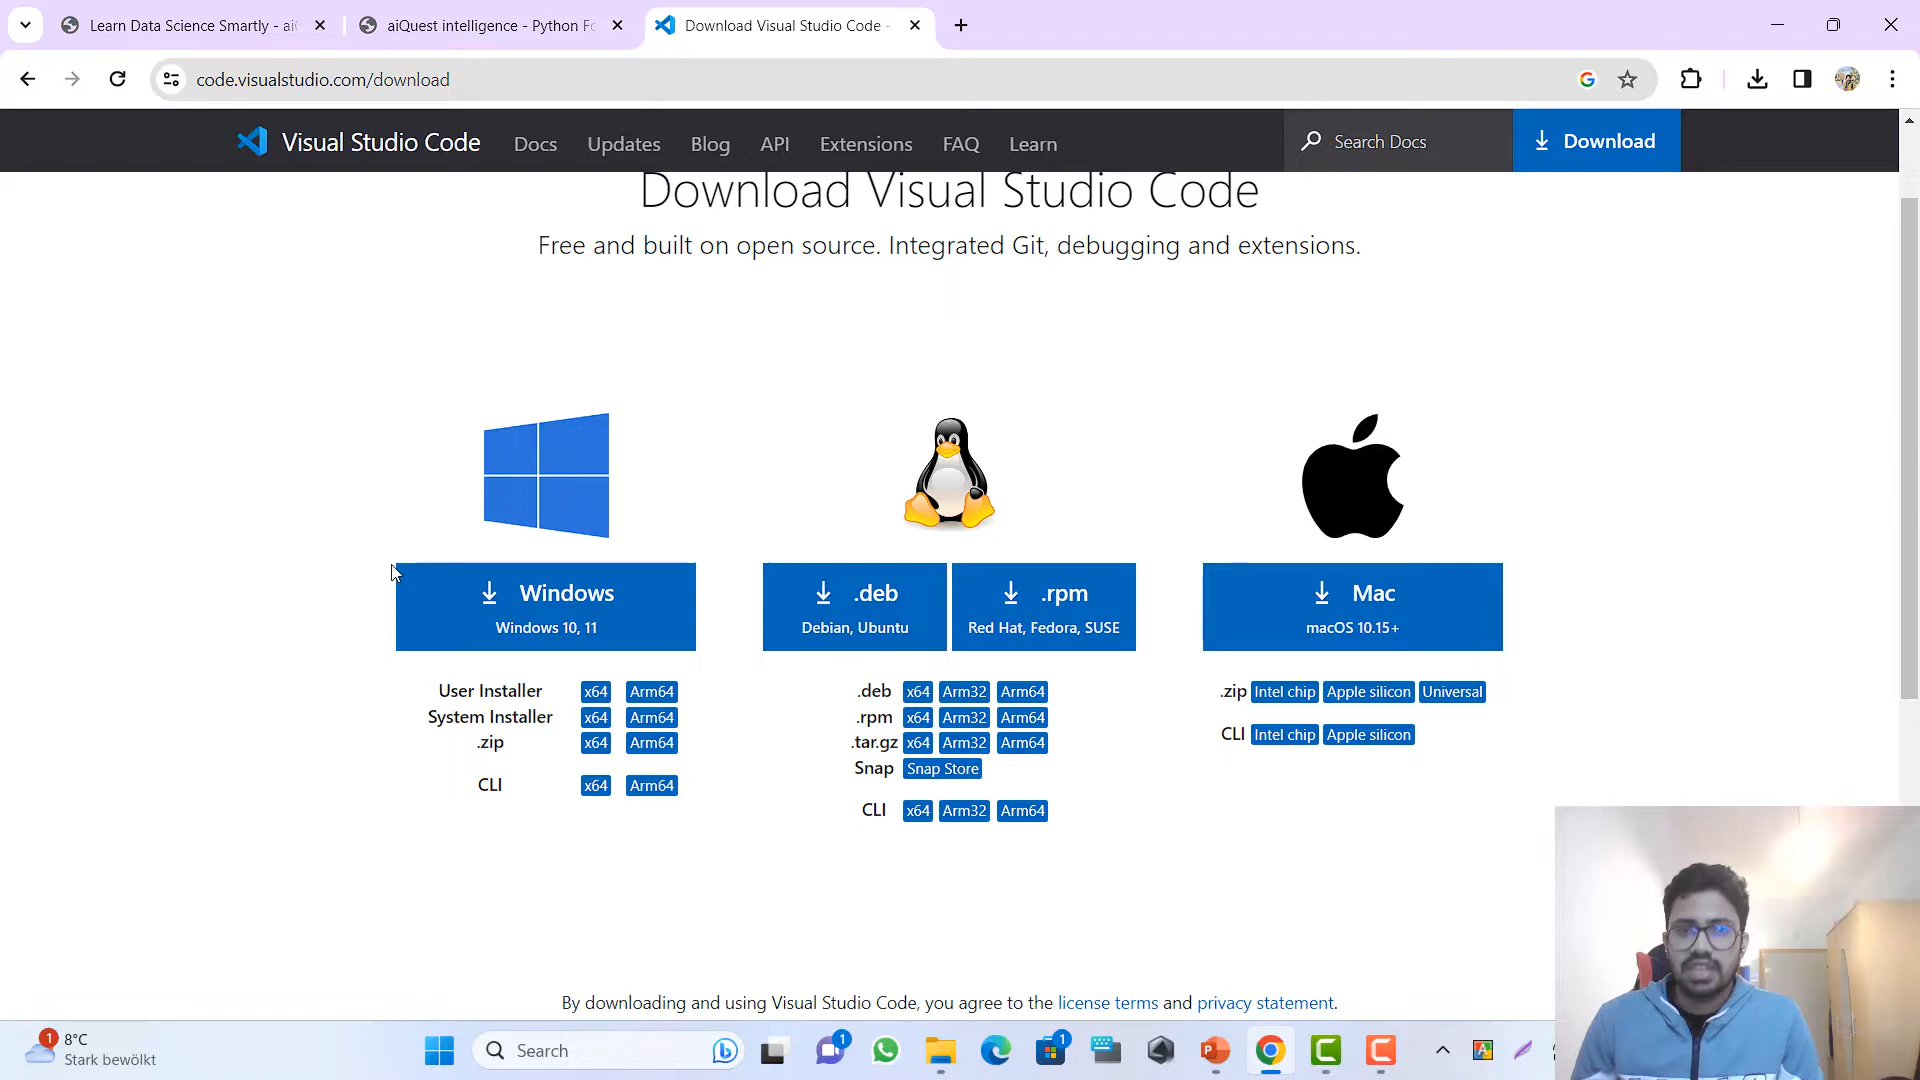 Learn Data Science Smartly - ai
aiQuest intelligence - Python Fo
Download Visual Studio Code -
code.visualstudio.com/download
Visual Studio Code
Docs
Updates
Blog
API
Extensions
FAQ
Learn
Search Docs
Download
Download Visual Studio Code
Free and built on open source. Integrated Git, debugging and extensions.
Windows
Windows 10, 11
User Installer x64 Arm64
System Installer x64 Arm64
.zip x64 Arm64
CLI x64 Arm64
.deb
Debian, Ubuntu
.rpm
Red Hat, Fedora, SUSE
.deb x64 Arm32 Arm64
.rpm x64 Arm32 Arm64
.tar.gz x64 Arm32 Arm64
Snap Snap Store
CLI x64 Arm32 Arm64
Mac
macOS 10.15+
.zip Intel chip Apple silicon Universal
CLI Intel chip Apple silicon
By downloading and using Visual Studio Code, you agree to the license terms and privacy statement.
1
8°C
Stark bewölkt
Search
1
1